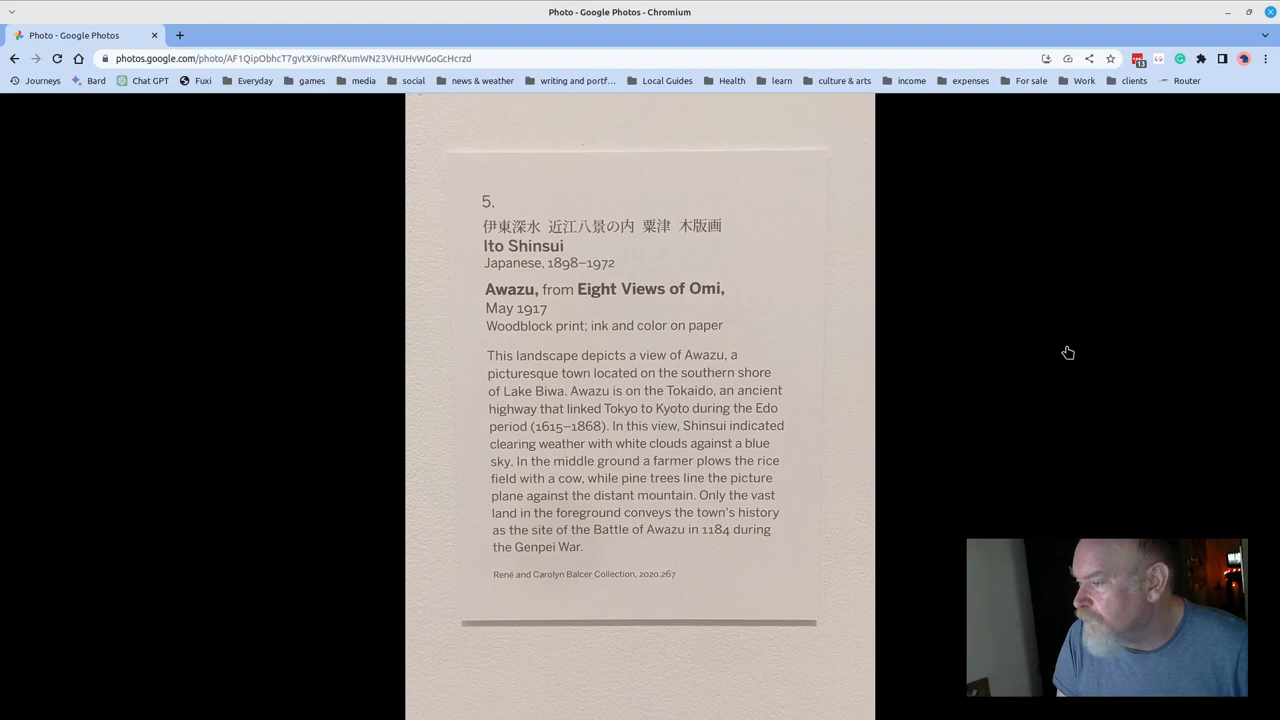 Photo - Google Photos - Chromium
Photo - Google Photos
photos.google.com/photo/AF1QipObhcT7gvtX9irwRfXumWN23VHUHvWGoGcHcrzd
13
Journeys Bard Chat GPT Fuxi Everyday games media social news & weather writing and portf… Local Guides Health learn culture & arts income expenses For sale Work clients Router
5.
伊東深水 近江八景の内 粟津 木版画
Ito Shinsui
Japanese, 1898–1972
Awazu, from Eight Views of Omi,
May 1917
Woodblock print; ink and color on paper
This landscape depicts a view of Awazu, a
picturesque town located on the southern shore
of Lake Biwa. Awazu is on the Tokaido, an ancient
highway that linked Tokyo to Kyoto during the Edo
period (1615–1868). In this view, Shinsui indicated
clearing weather with white clouds against a blue
sky. In the middle ground a farmer plows the rice
field with a cow, while pine trees line the picture
plane against the distant mountain. Only the vast
land in the foreground conveys the town's history
as the site of the Battle of Awazu in 1184 during
the Genpei War.
René and Carolyn Balcer Collection, 2020.267